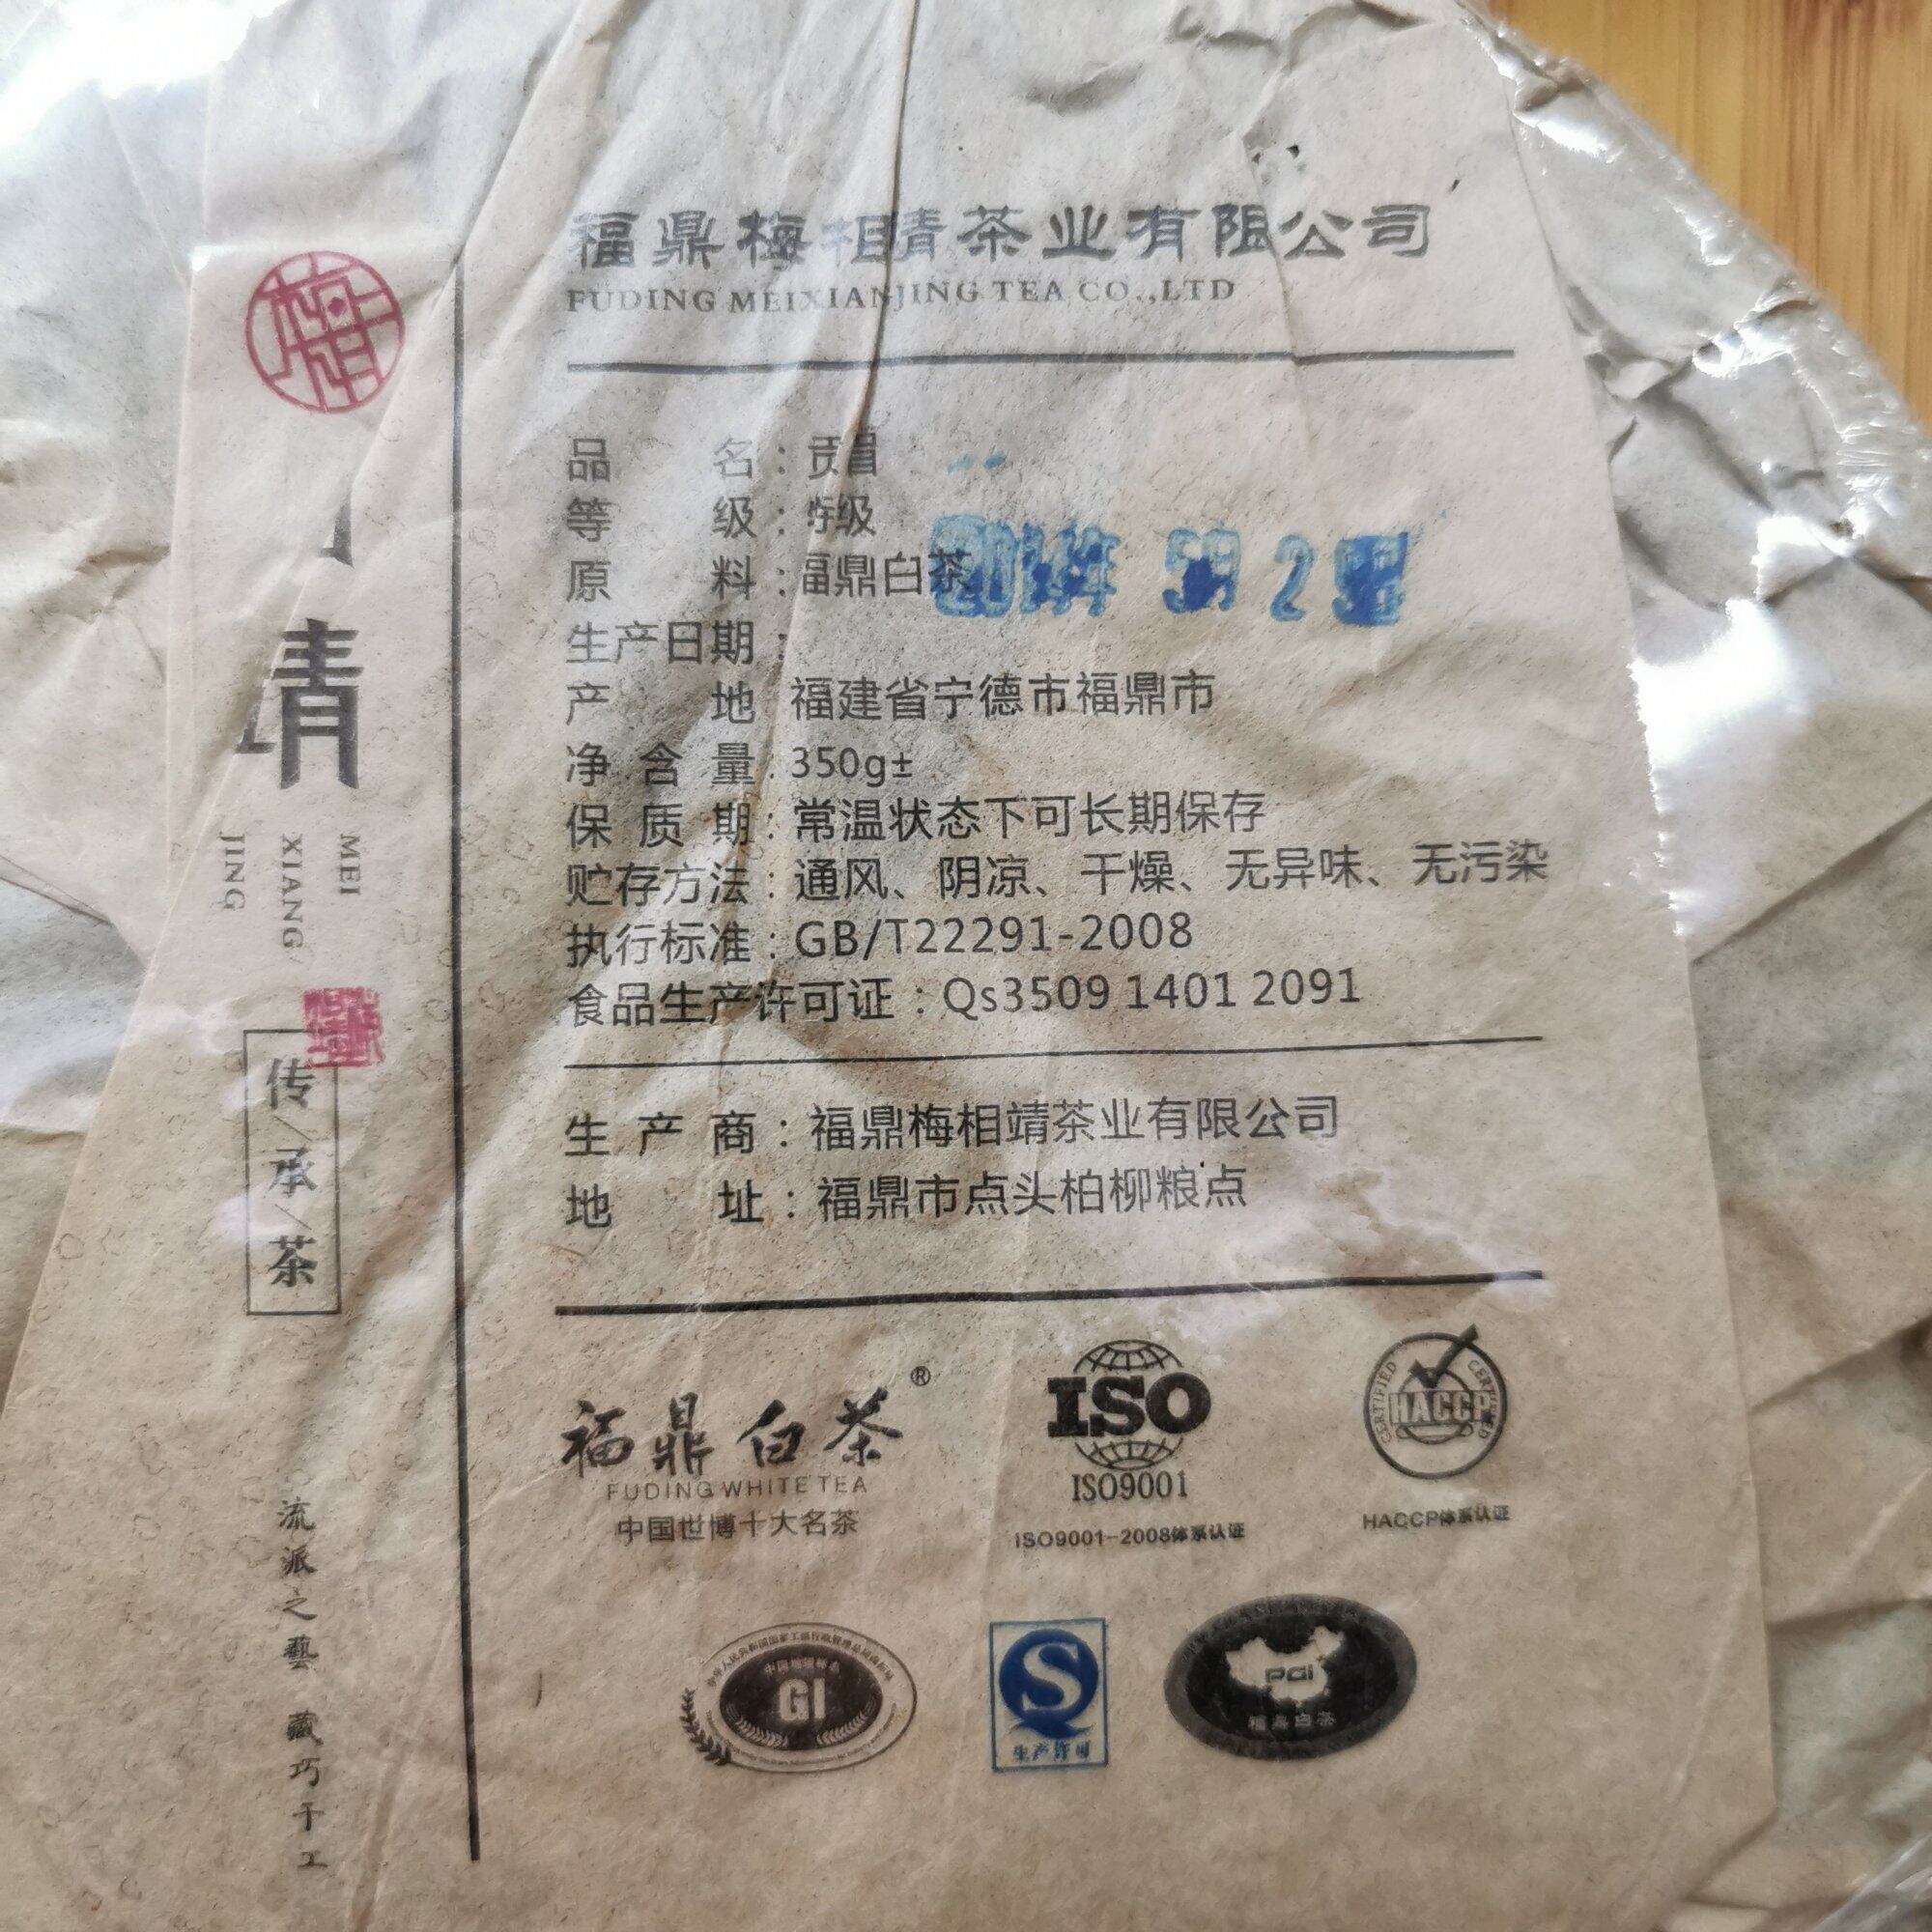 福鼎梅相靖茶业有限公司
FUDING MEIXIANJING TEA CO.,LTD
品 名：贡眉
等 级：特级
原 料：福鼎白茶
生产日期：
产 地 福建省宁德市福鼎市
净 含 量：350g±
保 质 期：常温状态下可长期保存
贮存方法：通风、阴凉、干燥、无异味、无污染
执行标准：GB/T22291-2008
食品生产许可证：Qs3509 1401 2091
生 产 商：福鼎梅相靖茶业有限公司
地 址：福鼎市点头柏柳粮点
福鼎白茶®
FUDING WHITE TEA
中国世博十大名茶
ISO
ISO9001
ISO9001-2008体系认证
CERTIFIED
HACCP
HACCP体系认证
GI
生产许可
PGI
福鼎白茶
靖
MEI
XIANG/
JING
传/承/茶
流派之藝 藏巧于工